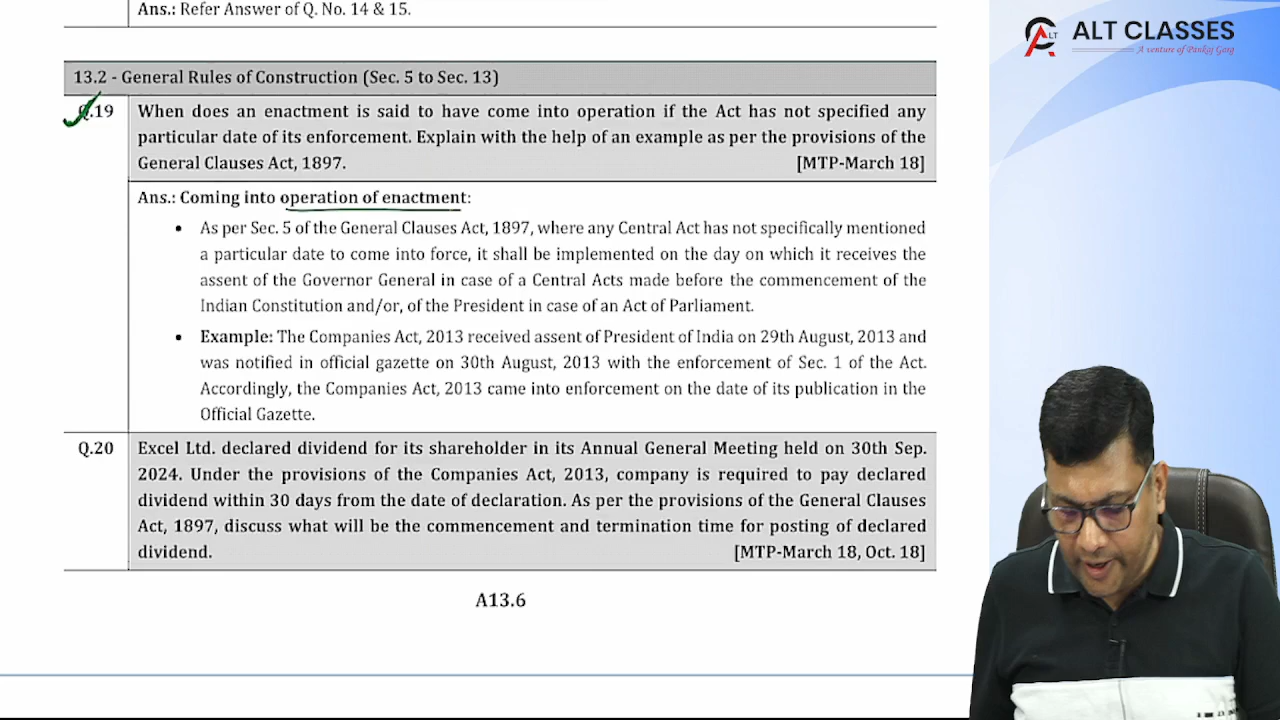 Ans.: Refer Answer of Q. No. 14 & 15.
ALT CLASSES
A venture of Pankaj Garg
ALT
13.2 - General Rules of Construction (Sec. 5 to Sec. 13)
Q.19 When does an enactment is said to have come into operation if the Act has not specified any
particular date of its enforcement. Explain with the help of an example as per the provisions of the
General Clauses Act, 1897. [MTP-March 18]
Ans.: Coming into operation of enactment:
• As per Sec. 5 of the General Clauses Act, 1897, where any Central Act has not specifically mentioned
a particular date to come into force, it shall be implemented on the day on which it receives the
assent of the Governor General in case of a Central Acts made before the commencement of the
Indian Constitution and/or, of the President in case of an Act of Parliament.
• Example: The Companies Act, 2013 received assent of President of India on 29th August, 2013 and
was notified in official gazette on 30th August, 2013 with the enforcement of Sec. 1 of the Act.
Accordingly, the Companies Act, 2013 came into enforcement on the date of its publication in the
Official Gazette.
Q.20 Excel Ltd. declared dividend for its shareholder in its Annual General Meeting held on 30th Sep.
2024. Under the provisions of the Companies Act, 2013, company is required to pay declared
dividend within 30 days from the date of declaration. As per the provisions of the General Clauses
Act, 1897, discuss what will be the commencement and termination time for posting of declared
dividend. [MTP-March 18, Oct. 18]
A13.6